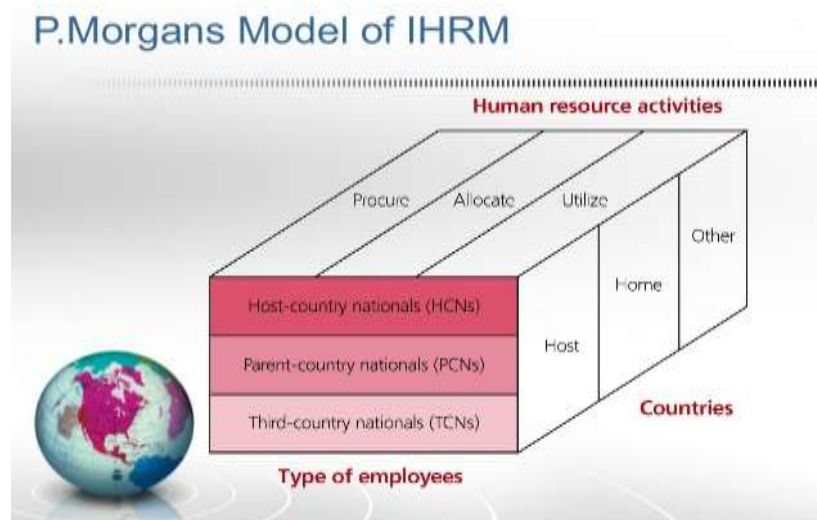 P.Morgans Model of IHRM
Human resource activities
Procure
Allocate
Utilize
Other
Home
Host
Host-country nationals (HCNs)
Parent-country nationals (PCNs)
Third-country nationals (TCNs)
Countries
Type of employees